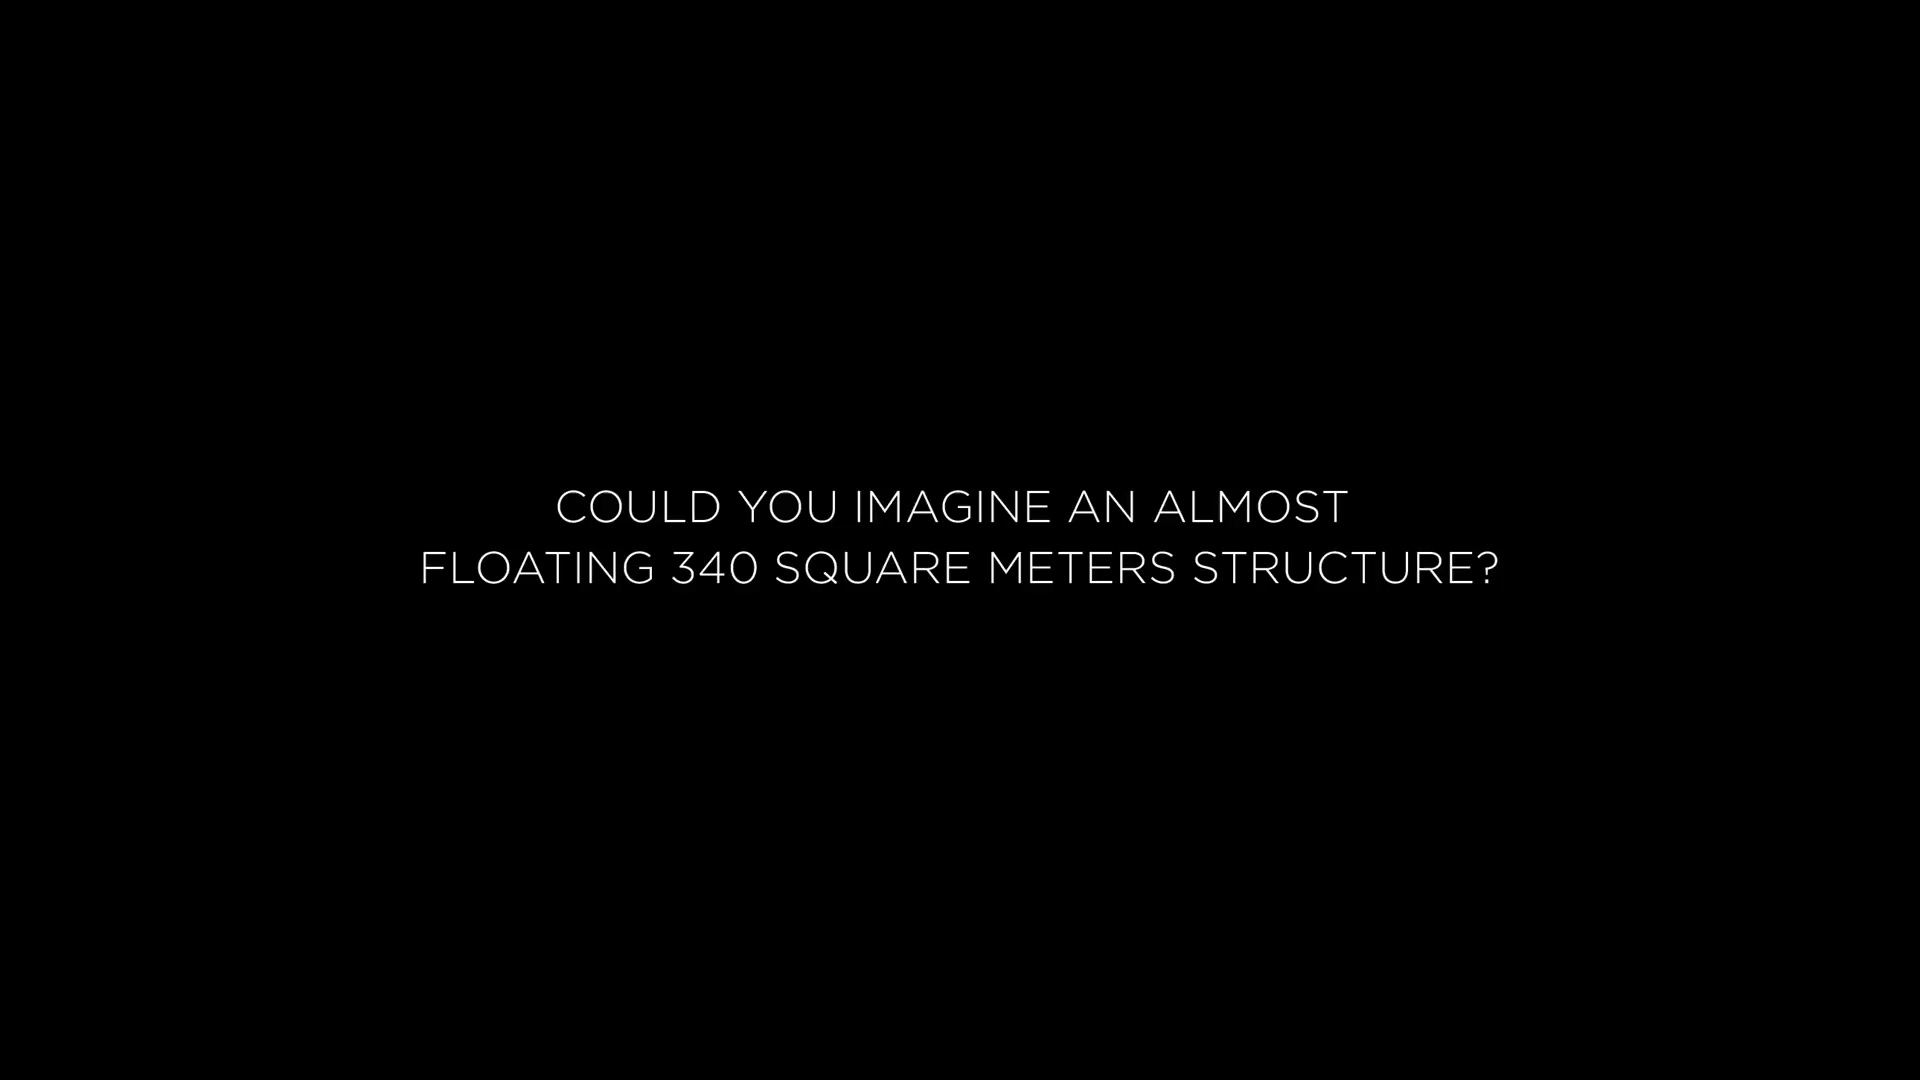 COULD YOU IMAGINE AN ALMOST
FLOATING 340 SQUARE METERS STRUCTURE?